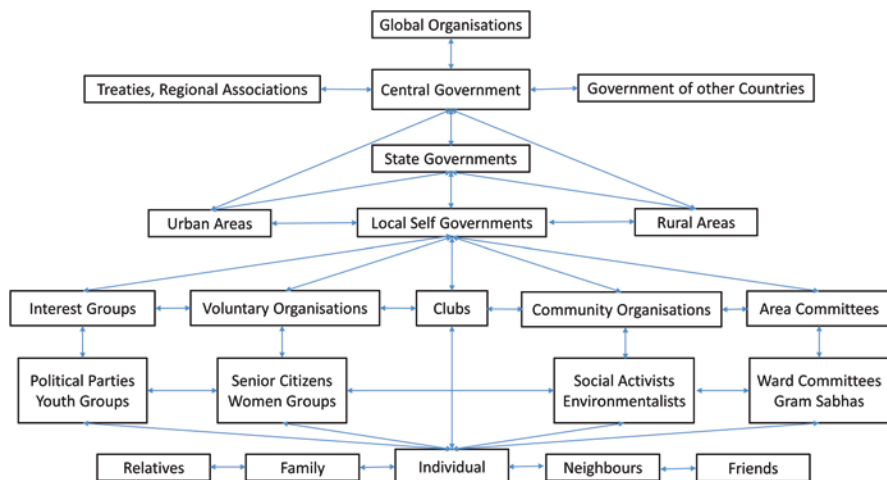 Global Organisations
Treaties, Regional Associations
Central Government
Government of other Countries
State Governments
Urban Areas
Local Self Governments
Rural Areas
Interest Groups
Voluntary Organisations
Clubs
Community Organisations
Area Committees
Political Parties
Youth Groups
Senior Citizens
Women Groups
Social Activists
Environmentalists
Ward Committees
Gram Sabhas
Relatives
Family
Individual
Neighbours
Friends